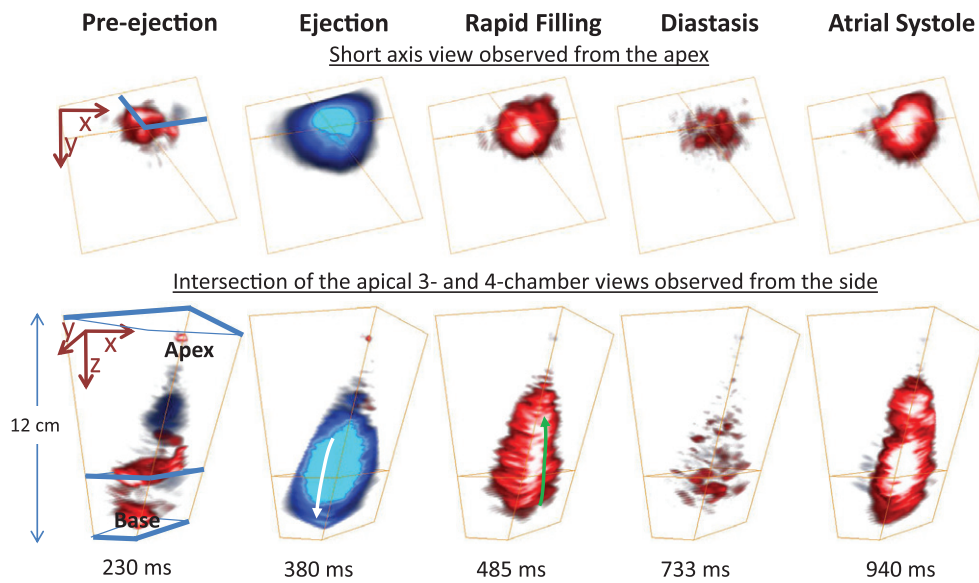 Pre-ejection Ejection Rapid Filling Diastasis Atrial Systole
Short axis view observed from the apex
x
y
Intersection of the apical 3- and 4-chamber views observed from the side
y
x
z
Apex
12 cm
Base
230 ms 380 ms 485 ms 733 ms 940 ms